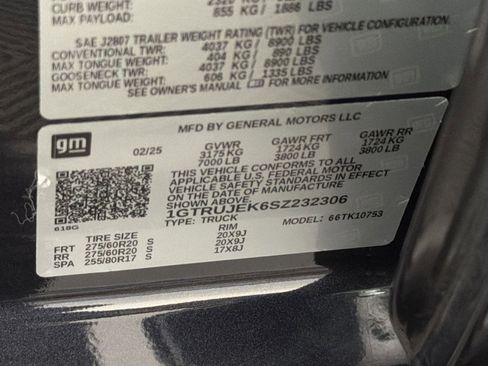 CURB WEIGHT:
MAX PAYLOAD: 855 KG / 1886 LBS
SAE J2807 TRAILER WEIGHT RATING (TWR) FOR VEHICLE CONFIGURATION
CONVENTIONAL TWR: 4037 KG / 8900 LBS
MAX TONGUE WEIGHT: 404 KG / 890 LBS
GOOSENECK TWR: 4037 KG / 8900 LBS
MAX TONGUE WEIGHT: 606 KG / 1335 LBS
SEE OWNER'S MANUAL FOR MORE INFORMATION
MFD BY GENERAL MOTORS LLC
gm 02/25 GVWR GAWR FRT GAWR RR
3175 KG 1724 KG 1724 KG
7000 LB 3800 LB 3800 LB
THIS VEHICLE CONFORMS TO ALL
APPLICABLE U.S. FEDERAL MOTOR
VEHICLE SAFETY STANDARDS IN EFFECT
ON THE DATE OF MANUFACTURE
SHOWN ABOVE.
1GTRUJEK6SZ232306
618G TYPE: TRUCK MODEL: 66TK10753
TIRE SIZE RIM
FRT 275/60R20 S 20X9J
RR 275/60R20 S 20X9J
SPA 255/80R17 S 17X8J